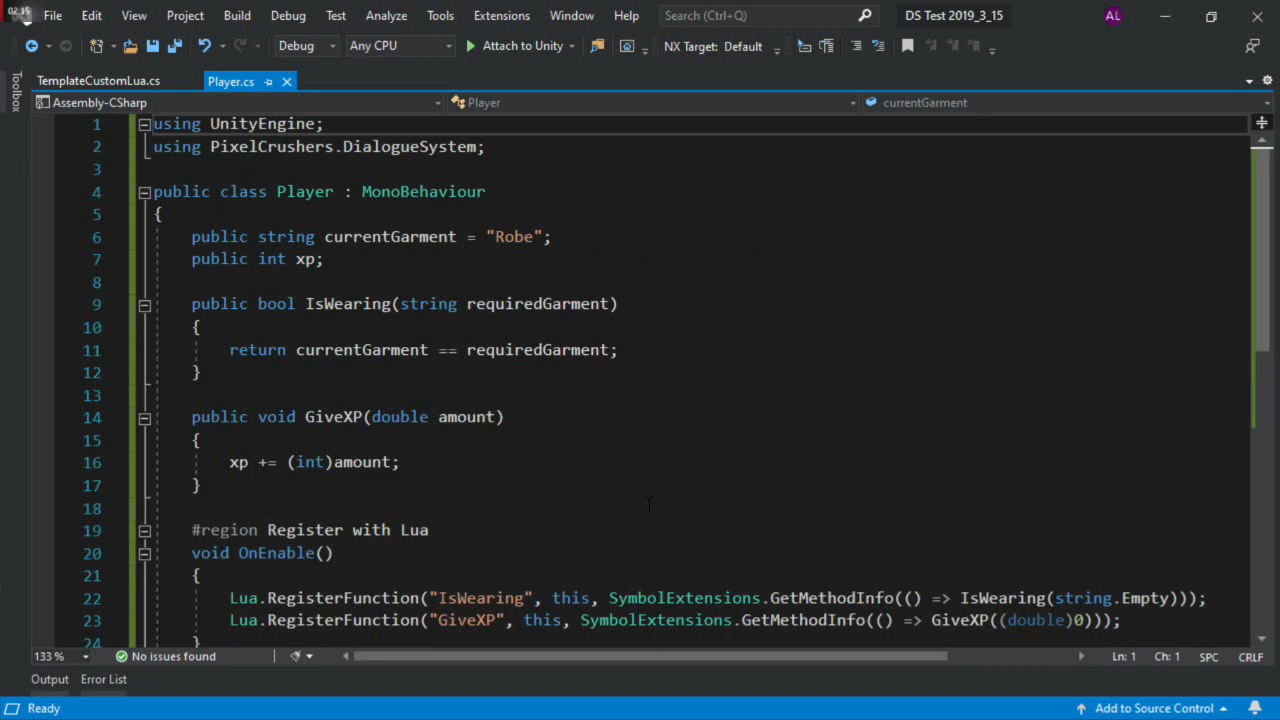 02:15
File Edit View Project Build Debug Test Analyze Tools Extensions Window Help Search (Ctrl+Q) DS Test 2019_3_15 AL
Debug Any CPU Attach to Unity NX Target: Default
Toolbox
TemplateCustomLua.cs Player.cs
Assembly-CSharp Player currentGarment
1 using UnityEngine;
2 using PixelCrushers.DialogueSystem;
3
4 public class Player : MonoBehaviour
5 {
6 public string currentGarment = "Robe";
7 public int xp;
8
9 public bool IsWearing(string requiredGarment)
10 {
11 return currentGarment == requiredGarment;
12 }
13
14 public void GiveXP(double amount)
15 {
16 xp += (int)amount;
17 }
18
19 #region Register with Lua
20 void OnEnable()
21 {
22 Lua.RegisterFunction("IsWearing", this, SymbolExtensions.GetMethodInfo(() => IsWearing(string.Empty)));
23 Lua.RegisterFunction("GiveXP", this, SymbolExtensions.GetMethodInfo(() => GiveXP((double)0)));
24 }
133 % No issues found Ln: 1 Ch: 1 SPC CRLF
Output Error List
Ready Add to Source Control